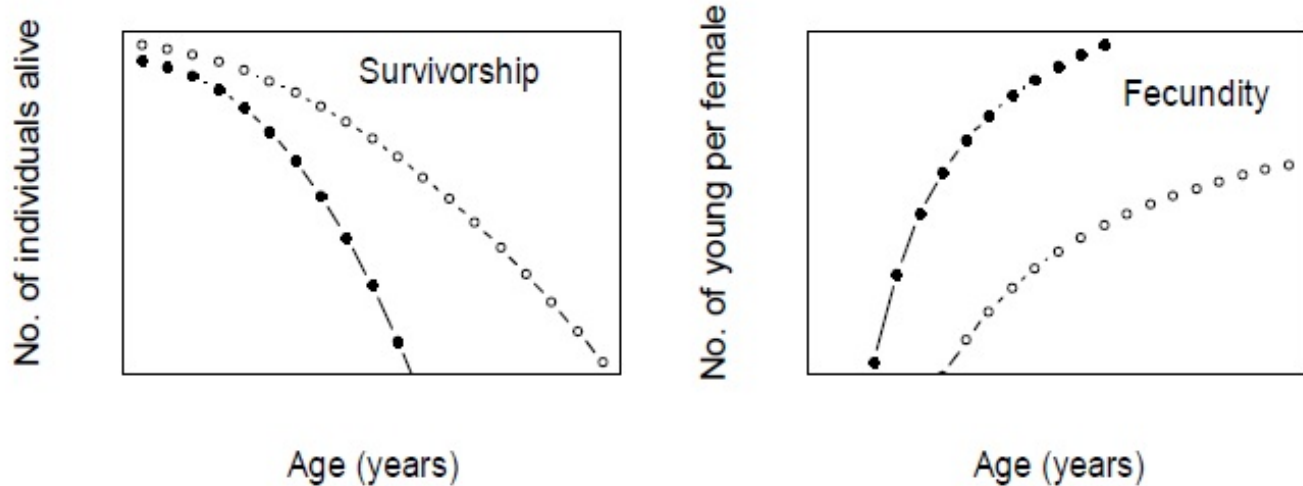 No. of individuals alive
Survivorship
Age (years)
No. of young per female
Fecundity
Age (years)